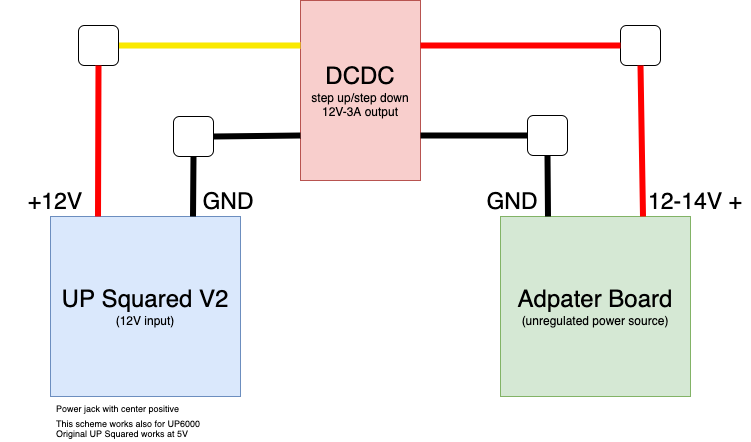 DCDC
step up/step down
12V-3A output
+12V
GND
GND
12-14V +
UP Squared V2
(12V input)
Adpater Board
(unregulated power source)
Power jack with center positive
This scheme works also for UP6000
Original UP Squared works at 5V